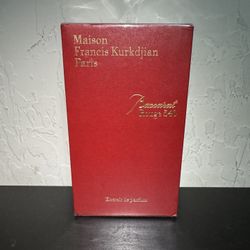 Maison
Francis Kurkdjian
Paris
Baccarat
rouge 540
Extrait de parfum